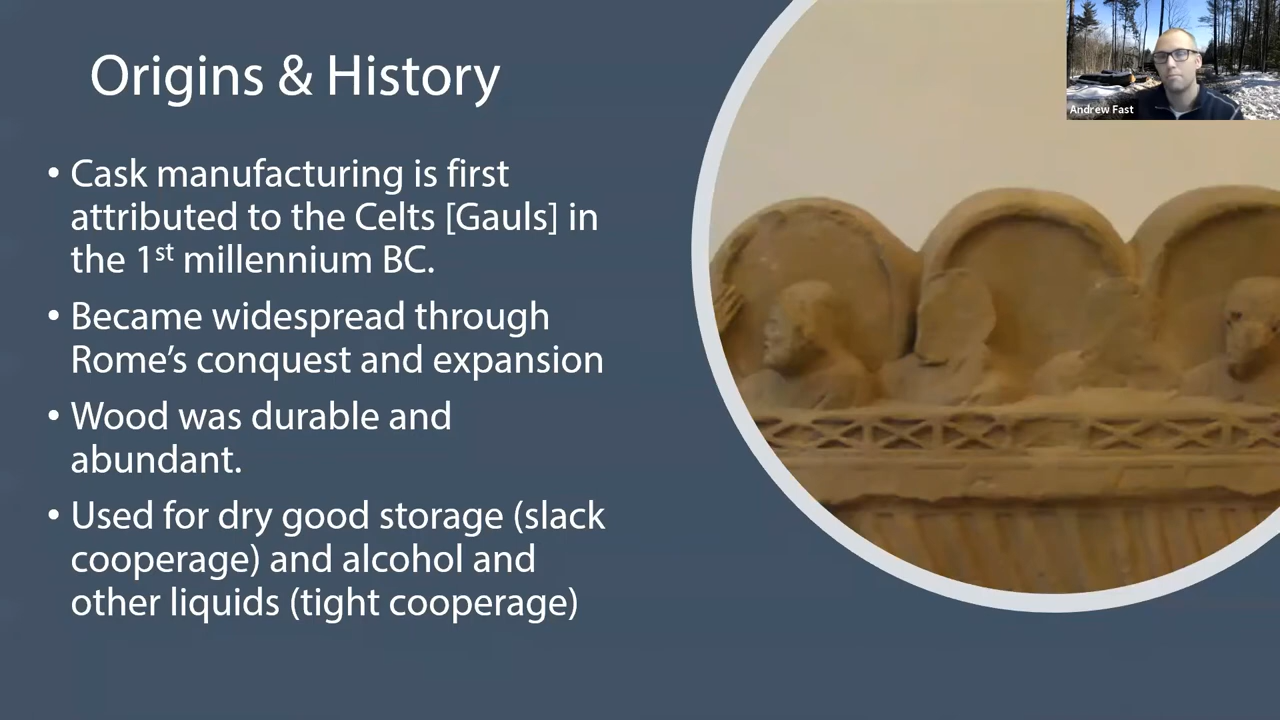 Origins & History
• Cask manufacturing is first
attributed to the Celts [Gauls] in
the 1st millennium BC.
• Became widespread through
Rome’s conquest and expansion
• Wood was durable and
abundant.
• Used for dry good storage (slack
cooperage) and alcohol and
other liquids (tight cooperage)
Andrew Fast